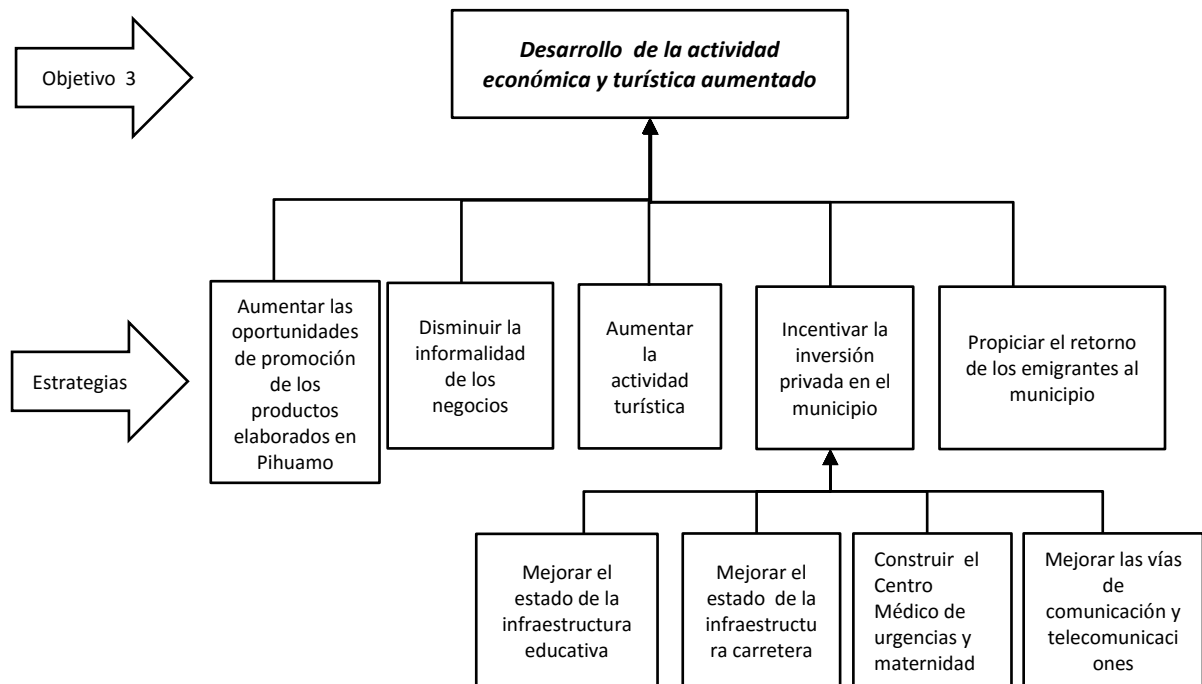 Objetivo 3
Desarrollo de la actividad
económica y turística aumentado
Estrategias
Aumentar las
oportunidades
de promoción
de los
productos
elaborados en
Pihuamo
Disminuir la
informalidad
de los
negocios
Aumentar
la
actividad
turística
Incentivar la
inversión
privada en el
municipio
Propiciar el retorno
de los emigrantes al
municipio
Mejorar el
estado de la
infraestructura
educativa
Mejorar el
estado de la
infraestructu
ra carretera
Construir el
Centro
Médico de
urgencias y
maternidad
Mejorar las vías
de
comunicación y
telecomunicaci
ones